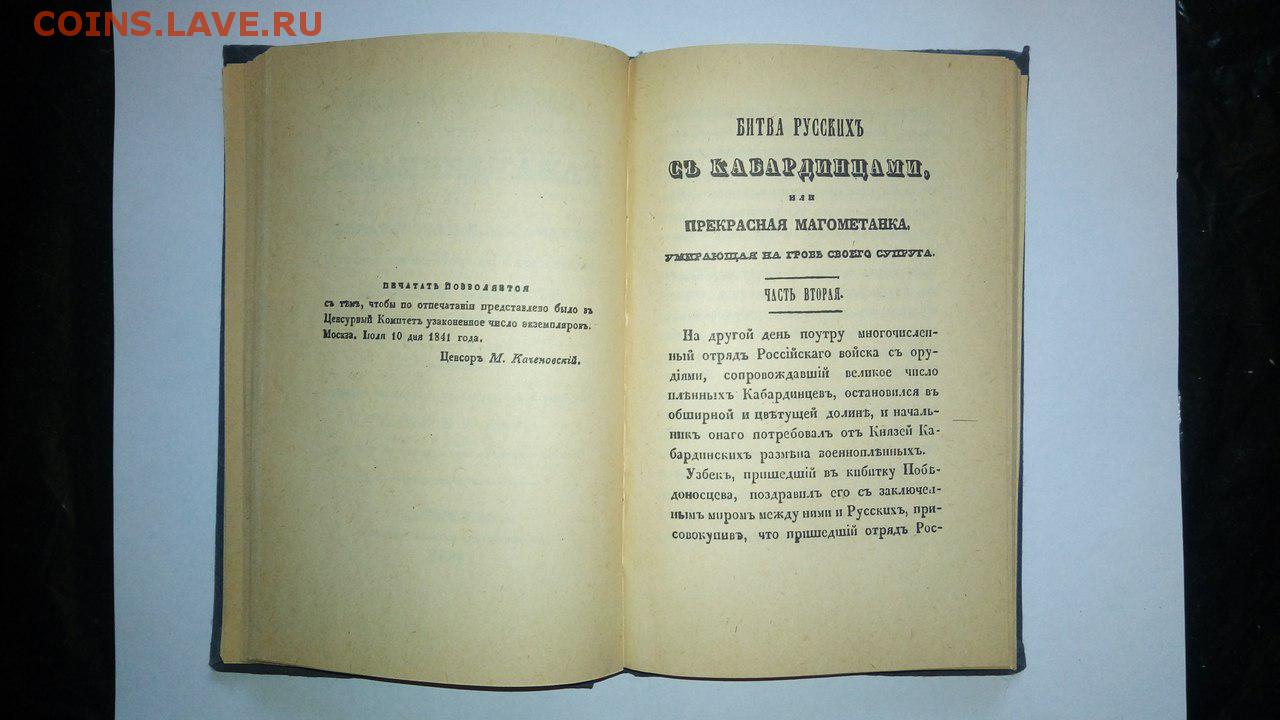 COINS.LAVE.RU
ПЕЧАТАТЬ ПОЗВОЛЯЕТСЯ
съ тѣмъ, чтобы по отпечатаніи представлено было въ
Ценсурный Комитетъ узаконенное число экземпляровъ.
Москва. Іюля 10 дня 1841 года.
Ценсоръ М. Каченовскій.
БИТВА РУССКИХЪ
СЪ КАБАРДИНЦАМИ,
ИЛИ
ПРЕКРАСНАЯ МАГОМЕТАНКА,
УМИРАЮЩАЯ НА ГРОБѢ СВОЕГО СУПРУГА.
ЧАСТЬ ВТОРАЯ.
На другой день поутру многочислен-
ный отрядъ Россійскаго войска съ ору-
діями, сопровождавшій великое число
плѣнныхъ Кабардинцевъ, остановился въ
обширной и цвѣтущей долинѣ, и началь-
никъ онаго потребовалъ отъ Князей Ка-
бардинскихъ размѣна военноплѣнныхъ.
Узбекъ, пришедшій въ кибитку Побѣ-
доносцева, поздравилъ его съ заключен-
нымъ миромъ между ними и Русскихъ, при-
совокупивъ, что пришедшій отрядъ Рос-